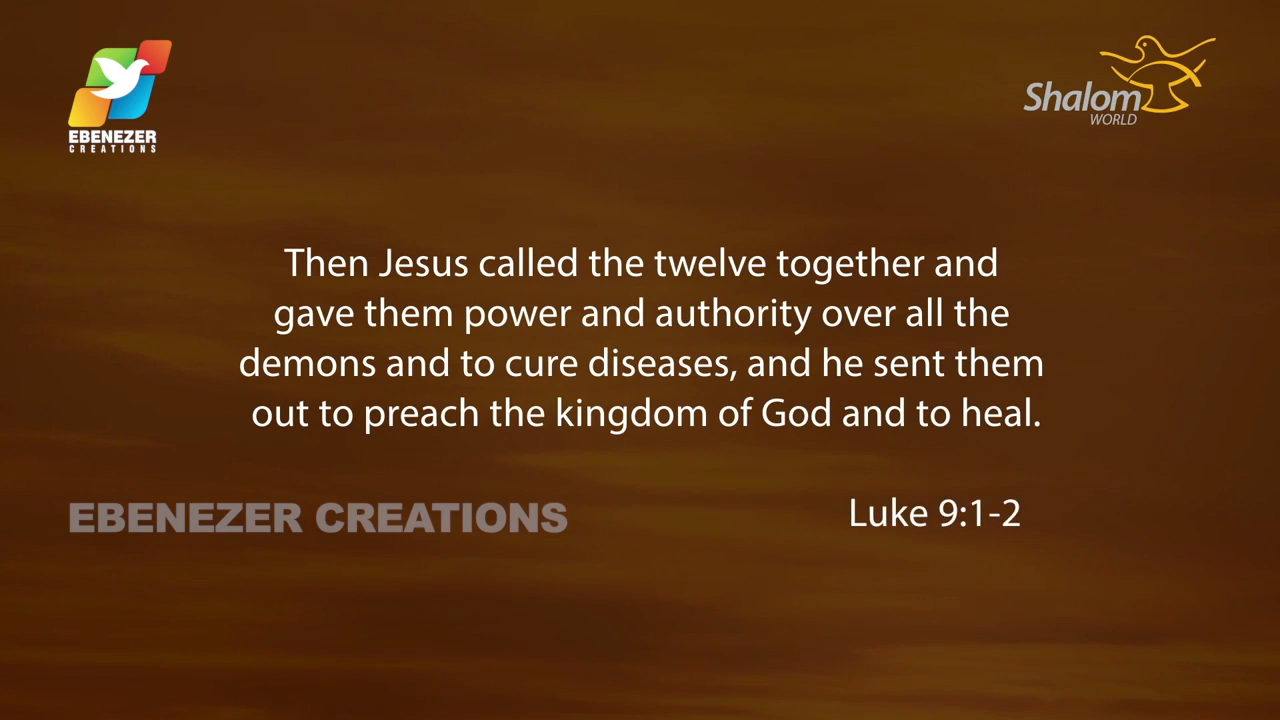 EBENEZER
CREATIONS
Shalom
WORLD
Then Jesus called the twelve together and
gave them power and authority over all the
demons and to cure diseases, and he sent them
out to preach the kingdom of God and to heal.
EBENEZER CREATIONS
Luke 9:1-2